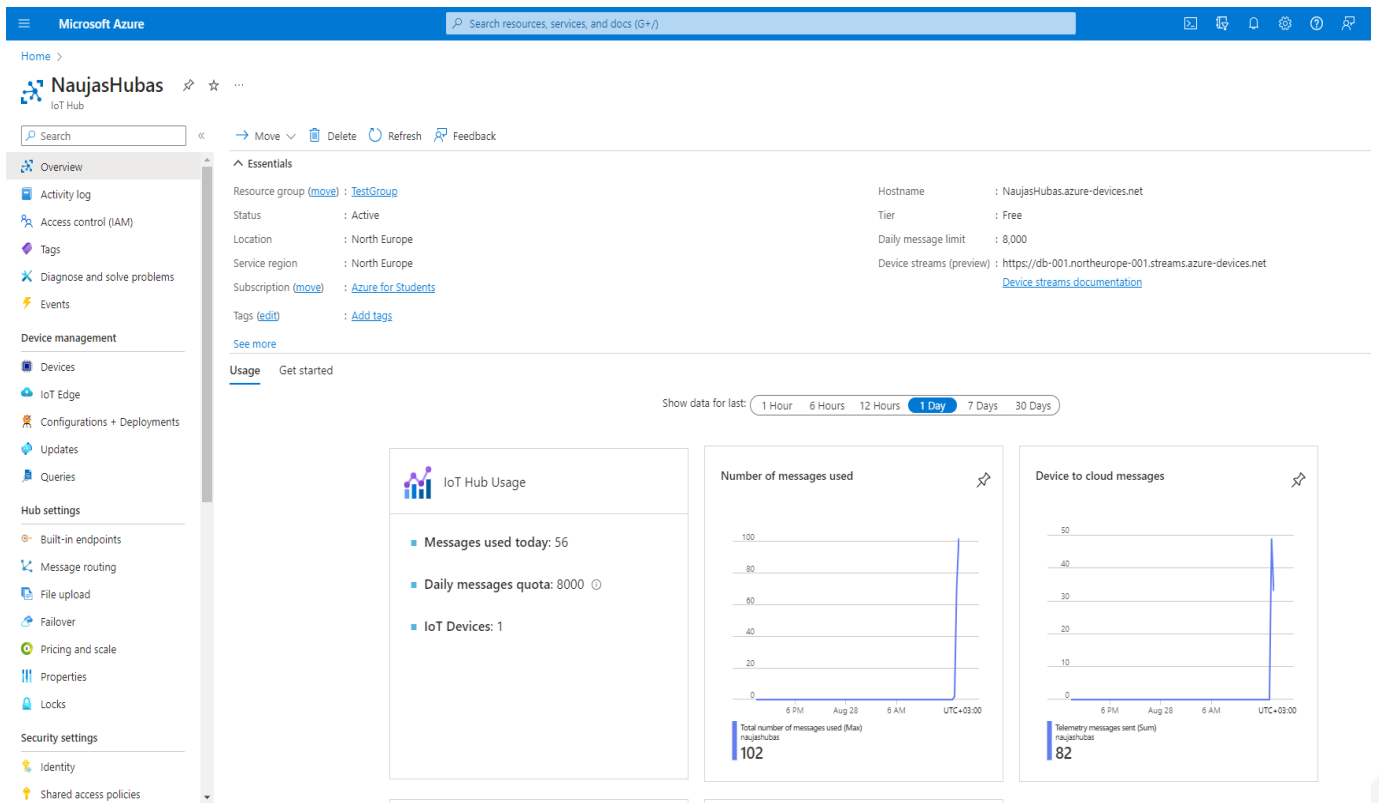 Microsoft Azure
Search resources, services, and docs (G+/)
Home >
NaujasHubas
IoT Hub
Search
Move
Delete
Refresh
Feedback
Overview
Activity log
Access control (IAM)
Tags
Diagnose and solve problems
Events
Device management
Devices
IoT Edge
Configurations + Deployments
Updates
Queries
Hub settings
Built-in endpoints
Message routing
File upload
Failover
Pricing and scale
Properties
Locks
Security settings
Identity
Shared access policies
Essentials
Resource group (move) : TestGroup
Status : Active
Location : North Europe
Service region : North Europe
Subscription (move) : Azure for Students
Tags (edit) : Add tags
See more
Hostname : NaujasHubas.azure-devices.net
Tier : Free
Daily message limit : 8,000
Device streams (preview) : https://db-001.northeurope-001.streams.azure-devices.net
Device streams documentation
Usage Get started
Show data for last: 1 Hour 6 Hours 12 Hours 1 Day 7 Days 30 Days
IoT Hub Usage
Messages used today: 56
Daily messages quota: 8000
IoT Devices: 1
Number of messages used
100
80
60
40
20
0
6 PM Aug 28 6 AM UTC+03:00
Total number of messages used (Max)
naujashubas
102
Device to cloud messages
50
40
30
20
10
0
6 PM Aug 28 6 AM UTC+03:00
Telemetry messages sent (Sum)
naujashubas
82